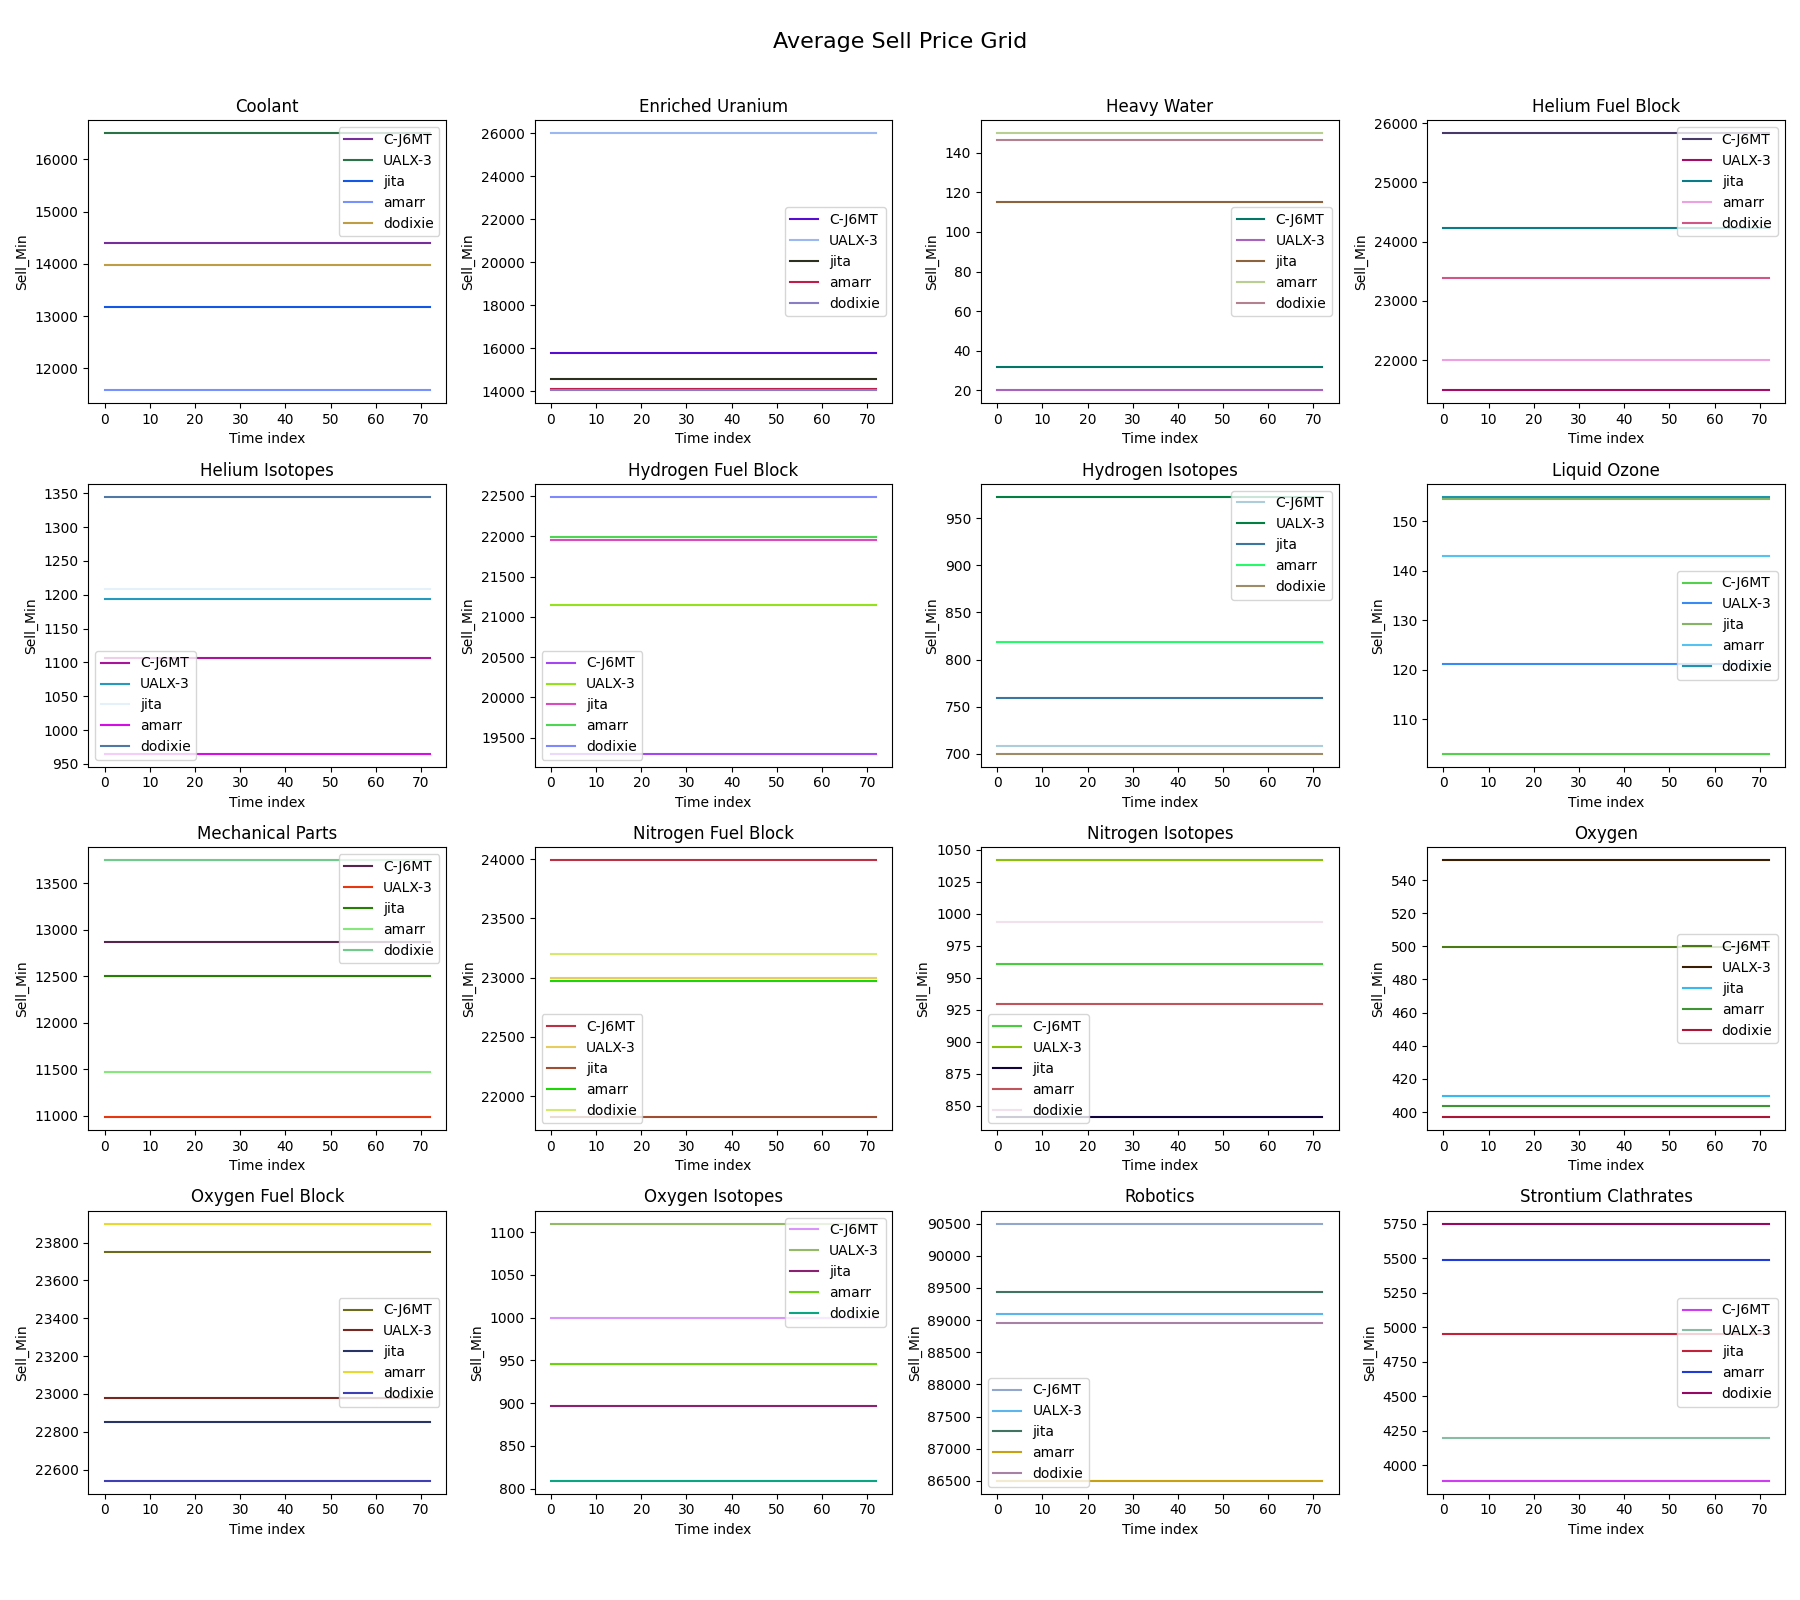 Average Sell Price Grid
Coolant
Sell_Min
16000
15000
14000
13000
12000
C-J6MT
UALX-3
jita
amarr
dodixie
0 10 20 30 40 50 60 70
Time index
Enriched Uranium
Sell_Min
26000
24000
22000
20000
18000
16000
14000
C-J6MT
UALX-3
jita
amarr
dodixie
0 10 20 30 40 50 60 70
Time index
Heavy Water
Sell_Min
140
120
100
80
60
40
20
C-J6MT
UALX-3
jita
amarr
dodixie
0 10 20 30 40 50 60 70
Time index
Helium Fuel Block
Sell_Min
26000
25000
24000
23000
22000
C-J6MT
UALX-3
jita
amarr
dodixie
0 10 20 30 40 50 60 70
Time index
Helium Isotopes
Sell_Min
1350
1300
1250
1200
1150
1100
1050
1000
950
C-J6MT
UALX-3
jita
amarr
dodixie
0 10 20 30 40 50 60 70
Time index
Hydrogen Fuel Block
Sell_Min
22500
22000
21500
21000
20500
20000
19500
C-J6MT
UALX-3
jita
amarr
dodixie
0 10 20 30 40 50 60 70
Time index
Hydrogen Isotopes
Sell_Min
950
900
850
800
750
700
C-J6MT
UALX-3
jita
amarr
dodixie
0 10 20 30 40 50 60 70
Time index
Liquid Ozone
Sell_Min
150
140
130
120
110
C-J6MT
UALX-3
jita
amarr
dodixie
0 10 20 30 40 50 60 70
Time index
Mechanical Parts
Sell_Min
13500
13000
12500
12000
11500
11000
C-J6MT
UALX-3
jita
amarr
dodixie
0 10 20 30 40 50 60 70
Time index
Nitrogen Fuel Block
Sell_Min
24000
23500
23000
22500
22000
C-J6MT
UALX-3
jita
amarr
dodixie
0 10 20 30 40 50 60 70
Time index
Nitrogen Isotopes
Sell_Min
1050
1025
1000
975
950
925
900
875
850
C-J6MT
UALX-3
jita
amarr
dodixie
0 10 20 30 40 50 60 70
Time index
Oxygen
Sell_Min
540
520
500
480
460
440
420
400
C-J6MT
UALX-3
jita
amarr
dodixie
0 10 20 30 40 50 60 70
Time index
Oxygen Fuel Block
Sell_Min
23800
23600
23400
23200
23000
22800
22600
C-J6MT
UALX-3
jita
amarr
dodixie
0 10 20 30 40 50 60 70
Time index
Oxygen Isotopes
Sell_Min
1100
1050
1000
950
900
850
800
C-J6MT
UALX-3
jita
amarr
dodixie
0 10 20 30 40 50 60 70
Time index
Robotics
Sell_Min
90500
90000
89500
89000
88500
88000
87500
87000
86500
C-J6MT
UALX-3
jita
amarr
dodixie
0 10 20 30 40 50 60 70
Time index
Strontium Clathrates
Sell_Min
5750
5500
5250
5000
4750
4500
4250
4000
C-J6MT
UALX-3
jita
amarr
dodixie
0 10 20 30 40 50 60 70
Time index